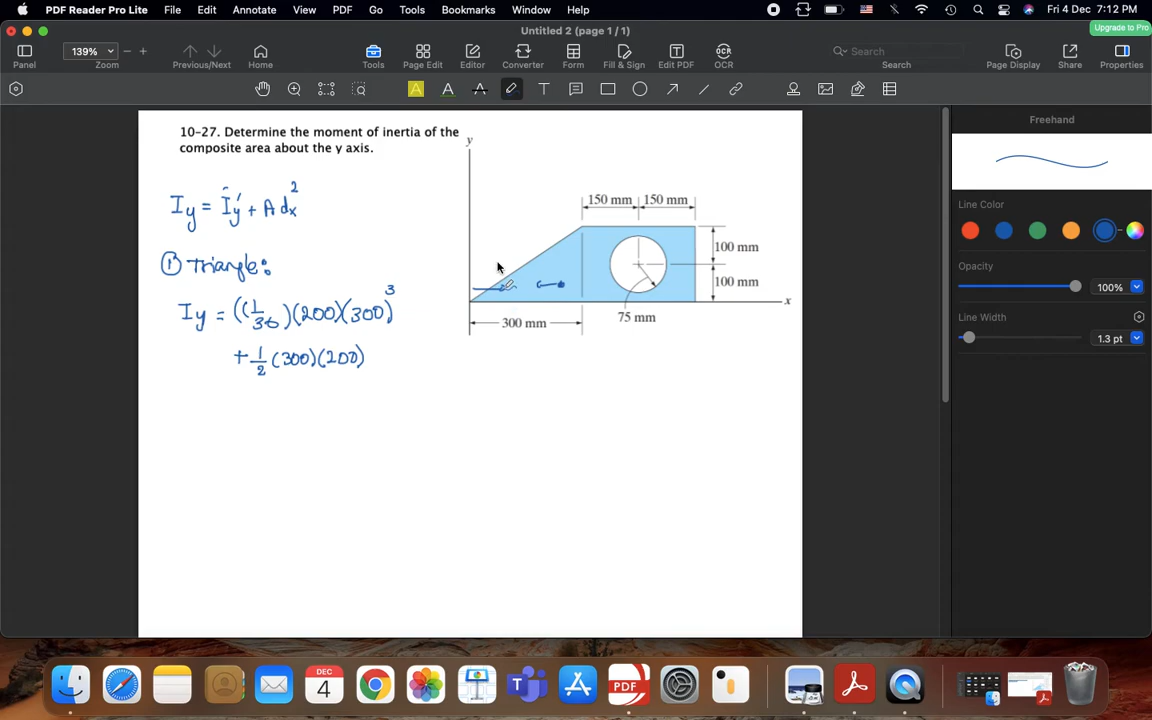 PDF Reader Pro Lite File Edit Annotate View PDF Go Tools Bookmarks Window Help Fri 4 Dec 7:12 PM
Untitled 2 (page 1 / 1)
Upgrade to Pro
139%
Search
Panel Zoom Previous/Next Home Tools Page Edit Editor Converter Form Fill & Sign Edit PDF OCR Search Page Display Share Properties
Freehand
Line Color
Opacity
100%
Line Width
1.3 pt
10-27. Determine the moment of inertia of the
composite area about the y axis.
y
150 mm 150 mm
100 mm
100 mm
x
300 mm
75 mm
Iy = Īy' + A dx²
① Triangle:
Iy = ((1/36)(200)(300)³
+ 1/2 (300)(200)
DEC
4
PDF